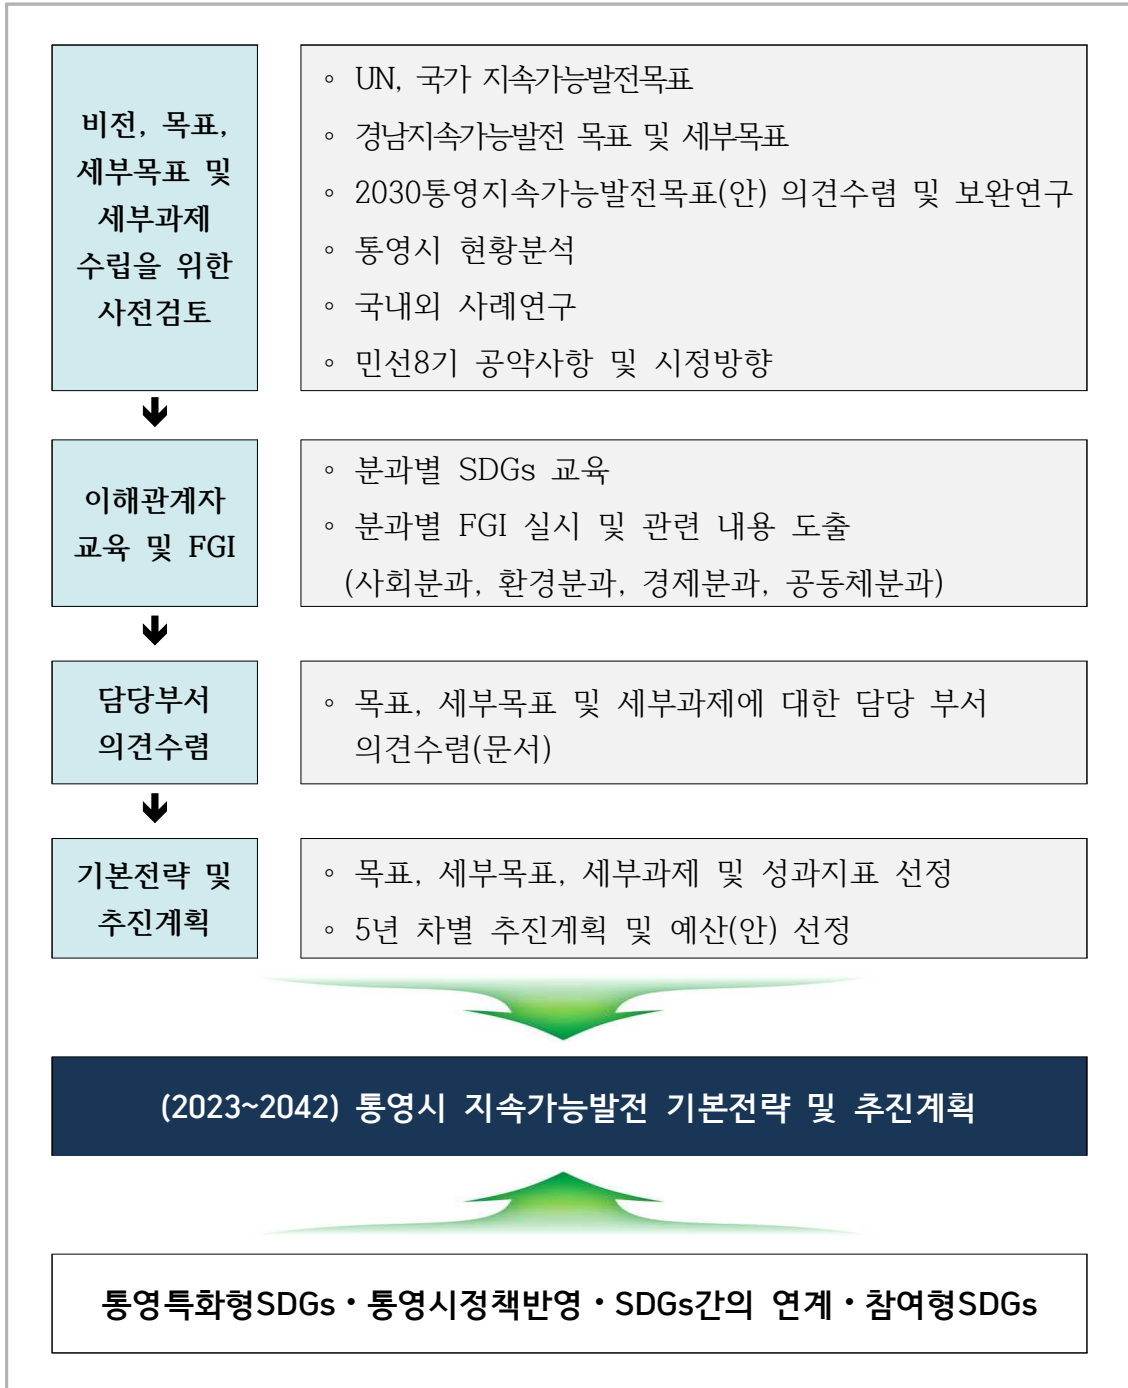 비전, 목표,
세부목표 및
세부과제
수립을 위한
사전검토
◦ UN, 국가 지속가능발전목표
◦ 경남지속가능발전 목표 및 세부목표
◦ 2030통영지속가능발전목표(안) 의견수렴 및 보완연구
◦ 통영시 현황분석
◦ 국내외 사례연구
◦ 민선8기 공약사항 및 시정방향
이해관계자
교육 및 FGI
◦ 분과별 SDGs 교육
◦ 분과별 FGI 실시 및 관련 내용 도출
(사회분과, 환경분과, 경제분과, 공동체분과)
담당부서
의견수렴
◦ 목표, 세부목표 및 세부과제에 대한 담당 부서
의견수렴(문서)
기본전략 및
추진계획
◦ 목표, 세부목표, 세부과제 및 성과지표 선정
◦ 5년 차별 추진계획 및 예산(안) 선정
(2023~2042) 통영시 지속가능발전 기본전략 및 추진계획
통영특화형SDGs・통영시정책반영・SDGs간의 연계・참여형SDGs